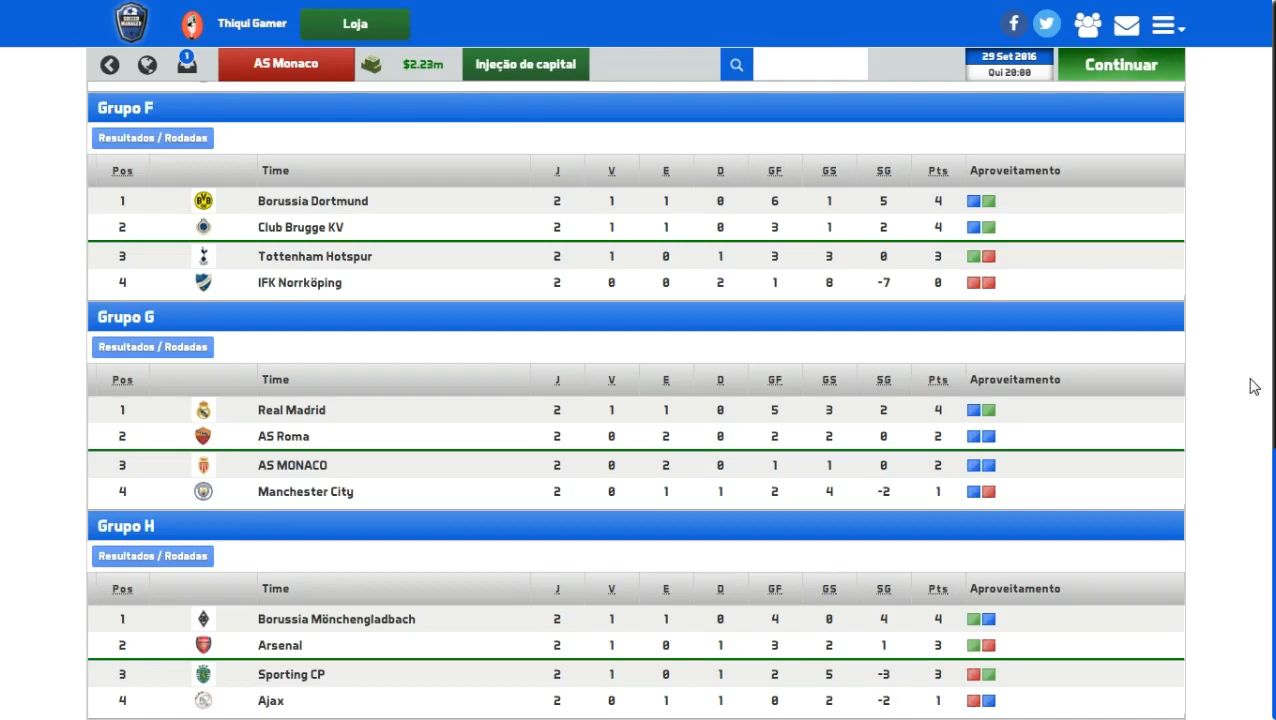 SOCCER MANAGER Thiqui Gamer Loja
1 AS Monaco $2.23m Injeção de capital 29 Set 2016 Qui 20:00 Continuar
Grupo F
Resultados / Rodadas
Pos Time J V E D GF GS SG Pts Aproveitamento
1 BVB Borussia Dortmund 2 1 1 0 6 1 5 4
2 Club Brugge KV 2 1 1 0 3 1 2 4
3 Tottenham Hotspur 2 1 0 1 3 3 0 3
4 IFK Norrköping 2 0 0 2 1 8 -7 0
Grupo G
Resultados / Rodadas
Pos Time J V E D GF GS SG Pts Aproveitamento
1 Real Madrid 2 1 1 0 5 3 2 4
2 AS Roma 2 0 2 0 2 2 0 2
3 AS MONACO 2 0 2 0 1 1 0 2
4 Manchester City 2 0 1 1 2 4 -2 1
Grupo H
Resultados / Rodadas
Pos Time J V E D GF GS SG Pts Aproveitamento
1 Borussia Mönchengladbach 2 1 1 0 4 0 4 4
2 Arsenal 2 1 0 1 3 2 1 3
3 Sporting CP 2 1 0 1 2 5 -3 3
4 Ajax 2 0 1 1 0 2 -2 1